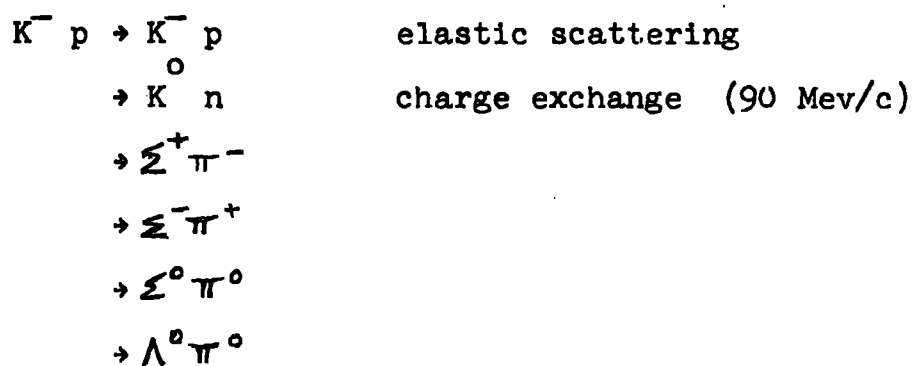 K⁻ p → K⁻ p elastic scattering
→ K⁰ n charge exchange (90 Mev/c)
→ Σ⁺π⁻
→ Σ⁻π⁺
→ Σ⁰π⁰
→ Λ⁰π⁰